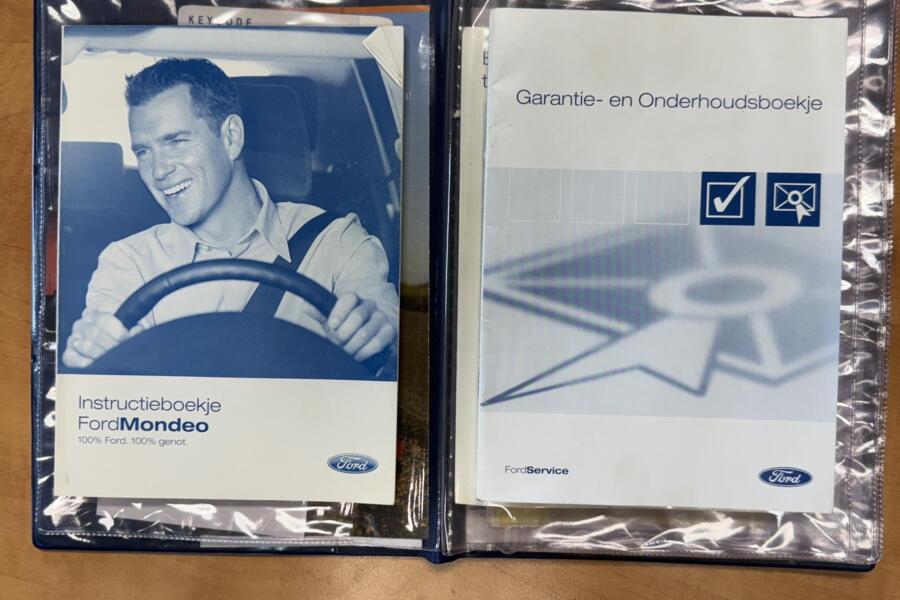 KEYCODE
Instructieboekje
FordMondeo
100% Ford. 100% genot.
Ford
Garantie- en Onderhoudsboekje
FordService
Ford